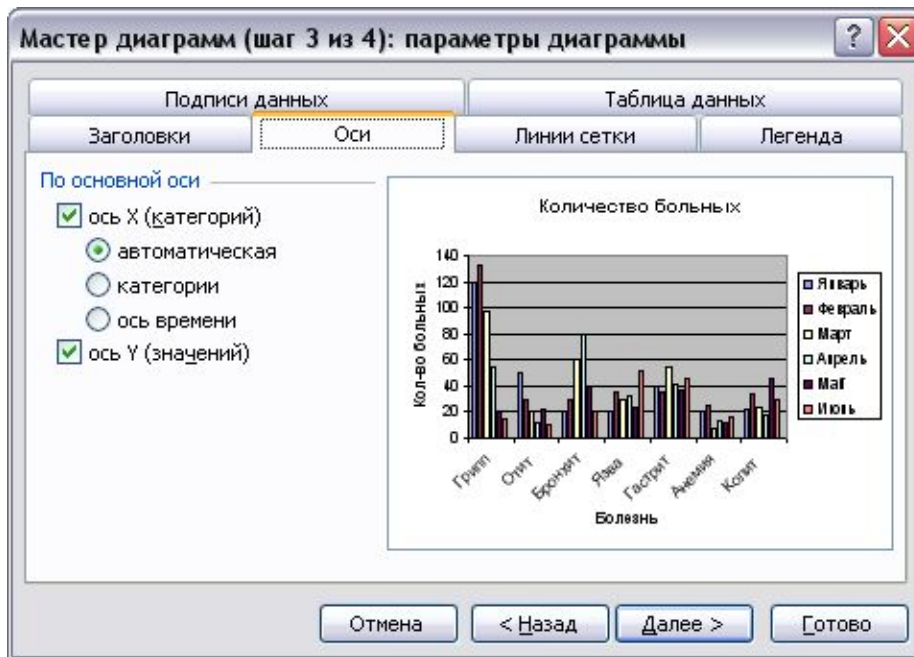 Мастер диаграмм (шаг 3 из 4): параметры диаграммы
Подписи данных
Таблица данных
Заголовки
Оси
Линии сетки
Легенда
По основной оси
ось X (категорий)
автоматическая
категории
ось времени
ось Y (значений)
Количество больных
Кол-во больных
140
120
100
80
60
40
20
0
Грипп
Отит
Бронхит
Язва
Гастрит
Анемия
Колит
Болезнь
Январь
Февраль
Март
Апрель
Май
Июнь
Отмена
< Назад
Далее >
Готово